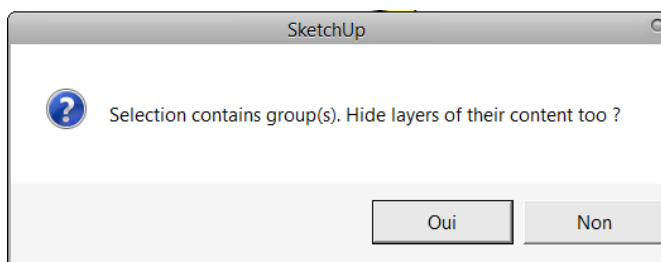 SketchUp
Selection contains group(s). Hide layers of their content too ?
Oui
Non